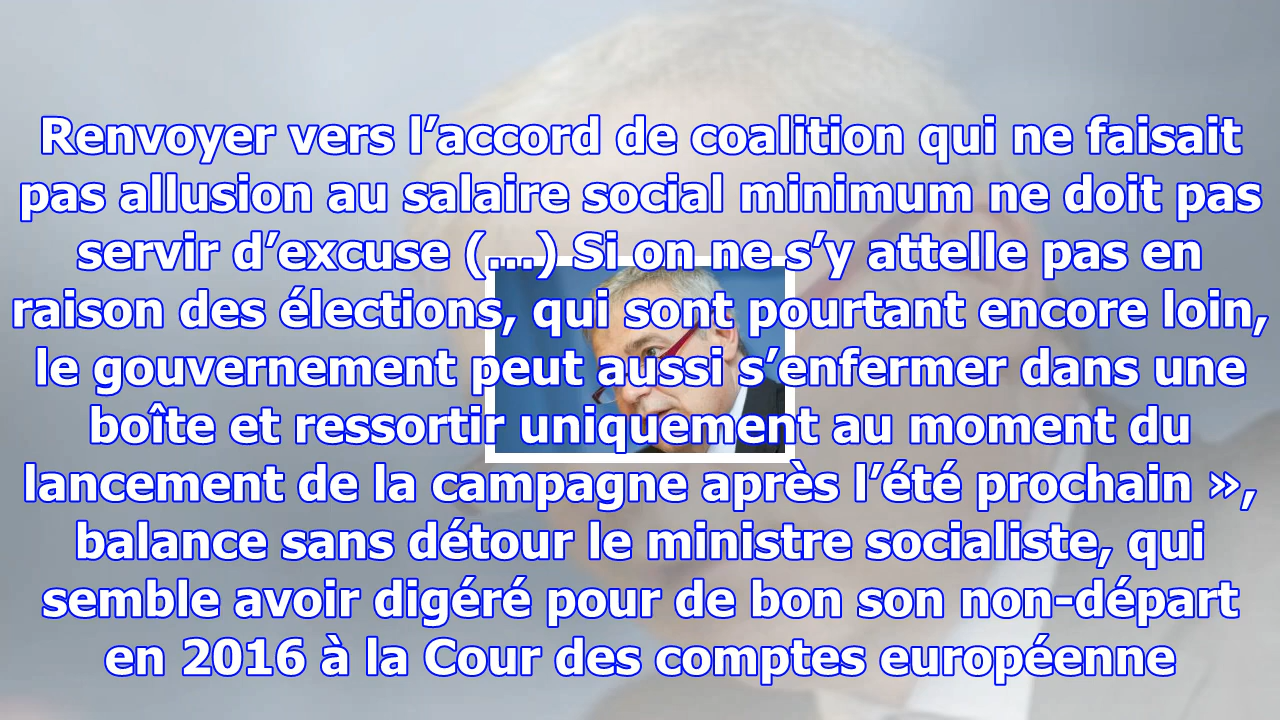 Renvoyer vers l’accord de coalition qui ne faisait
pas allusion au salaire social minimum ne doit pas
servir d’excuse (...) Si on ne s’y attelle pas en
raison des élections, qui sont pourtant encore loin,
le gouvernement peut aussi s’enfermer dans une
boîte et ressortir uniquement au moment du
lancement de la campagne après l’été prochain »,
balance sans détour le ministre socialiste, qui
semble avoir digéré pour de bon son non-départ
en 2016 à la Cour des comptes européenne